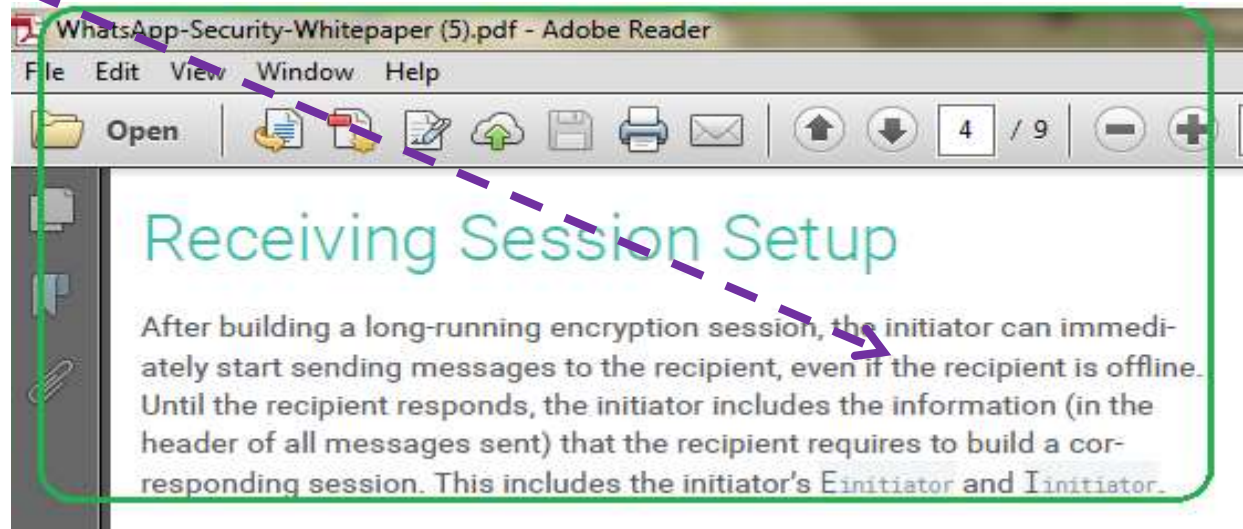 WhatsApp-Security-Whitepaper (5).pdf - Adobe Reader
File Edit View Window Help
Open 4 / 9
Receiving Session Setup
After building a long-running encryption session, the initiator can immedi-
ately start sending messages to the recipient, even if the recipient is offline.
Until the recipient responds, the initiator includes the information (in the
header of all messages sent) that the recipient requires to build a cor-
responding session. This includes the initiator's Einitiator and Iinitiator.